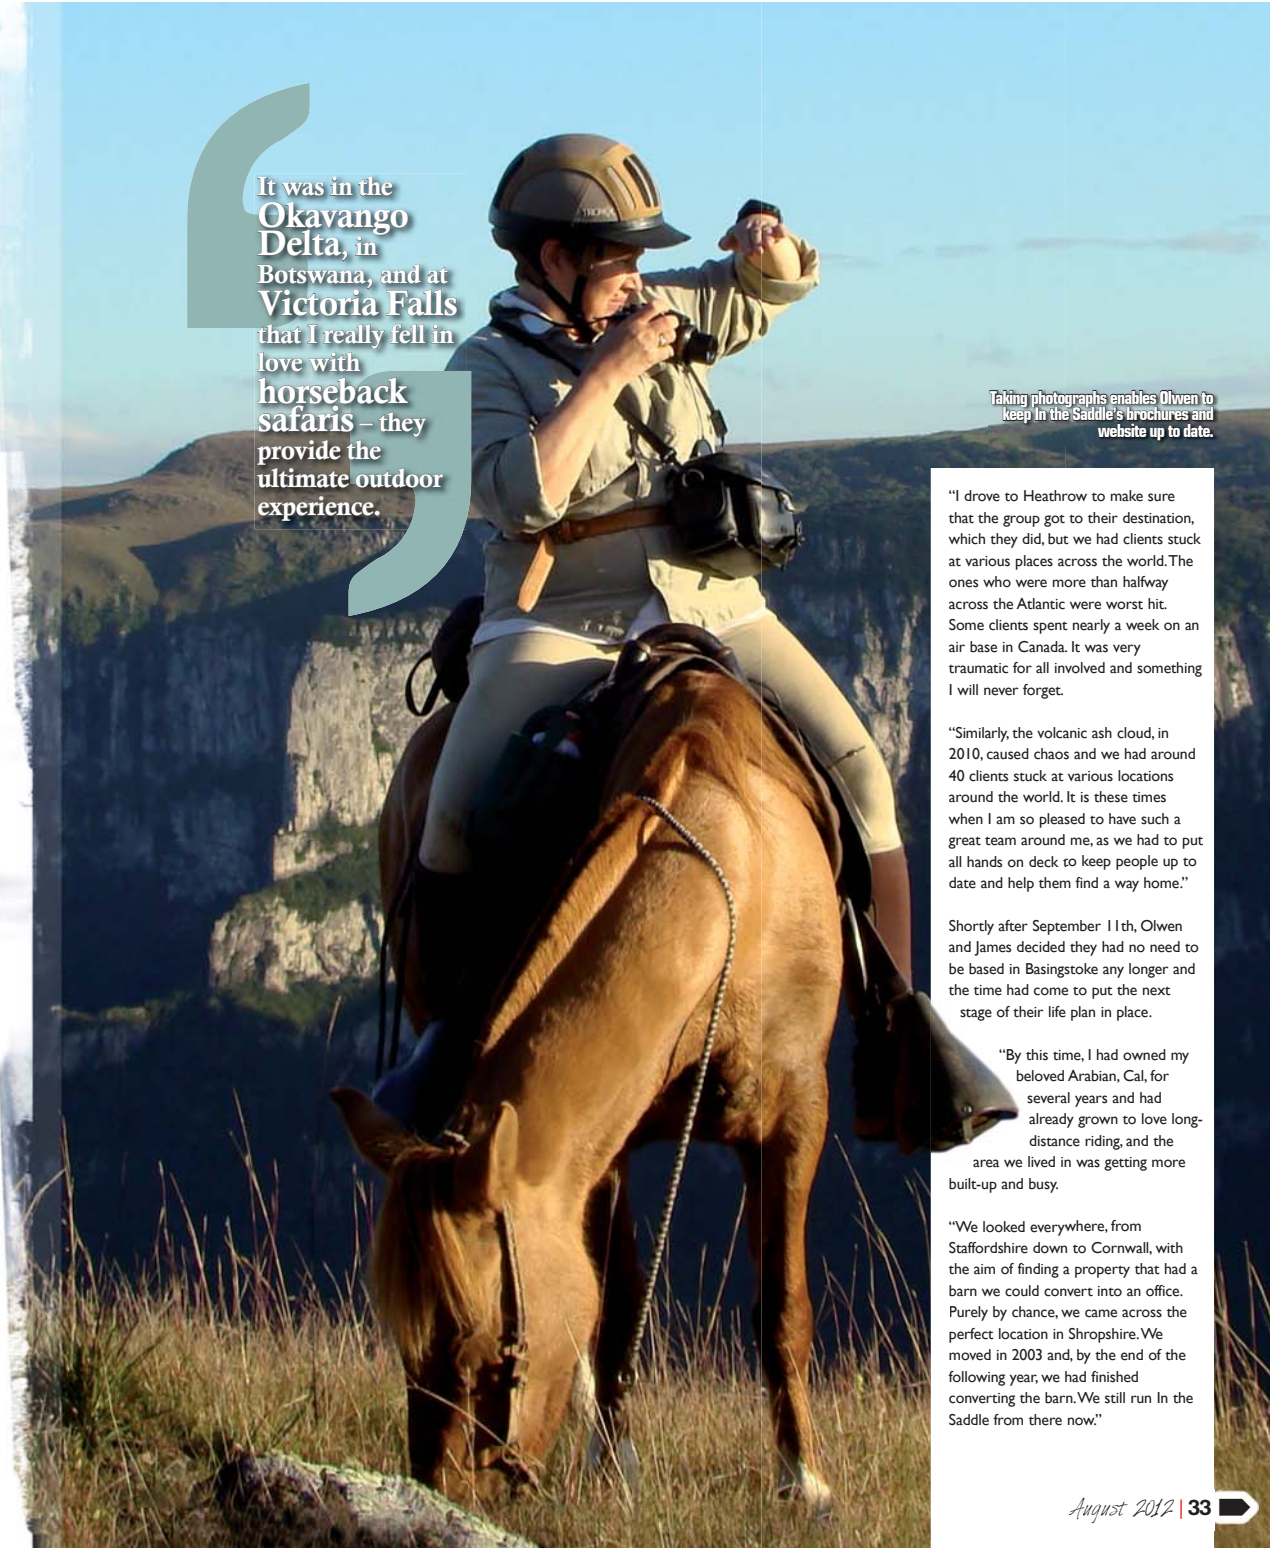 It was in the
Okavango
Delta, in
Botswana, and at
Victoria Falls
that I really fell in
love with
horseback
safaris – they
provide the
ultimate outdoor
experience.
Taking photographs enables Olwen to
keep In the Saddle's brochures and
website up to date.
“I drove to Heathrow to make sure
that the group got to their destination,
which they did, but we had clients stuck
at various places across the world. The
ones who were more than halfway
across the Atlantic were worst hit.
Some clients spent nearly a week on an
air base in Canada. It was very
traumatic for all involved and something
I will never forget.
“Similarly, the volcanic ash cloud, in
2010, caused chaos and we had around
40 clients stuck at various locations
around the world. It is these times
when I am so pleased to have such a
great team around me, as we had to put
all hands on deck to keep people up to
date and help them find a way home.”
Shortly after September 11th, Olwen
and James decided they had no need to
be based in Basingstoke any longer and
the time had come to put the next
stage of their life plan in place.
“By this time, I had owned my
beloved Arabian, Cal, for
several years and had
already grown to love long-
distance riding, and the
area we lived in was getting more
built-up and busy.
“We looked everywhere, from
Staffordshire down to Cornwall, with
the aim of finding a property that had a
barn we could convert into an office.
Purely by chance, we came across the
perfect location in Shropshire. We
moved in 2003 and, by the end of the
following year, we had finished
converting the barn. We still run In the
Saddle from there now.”
August 2012 | 33